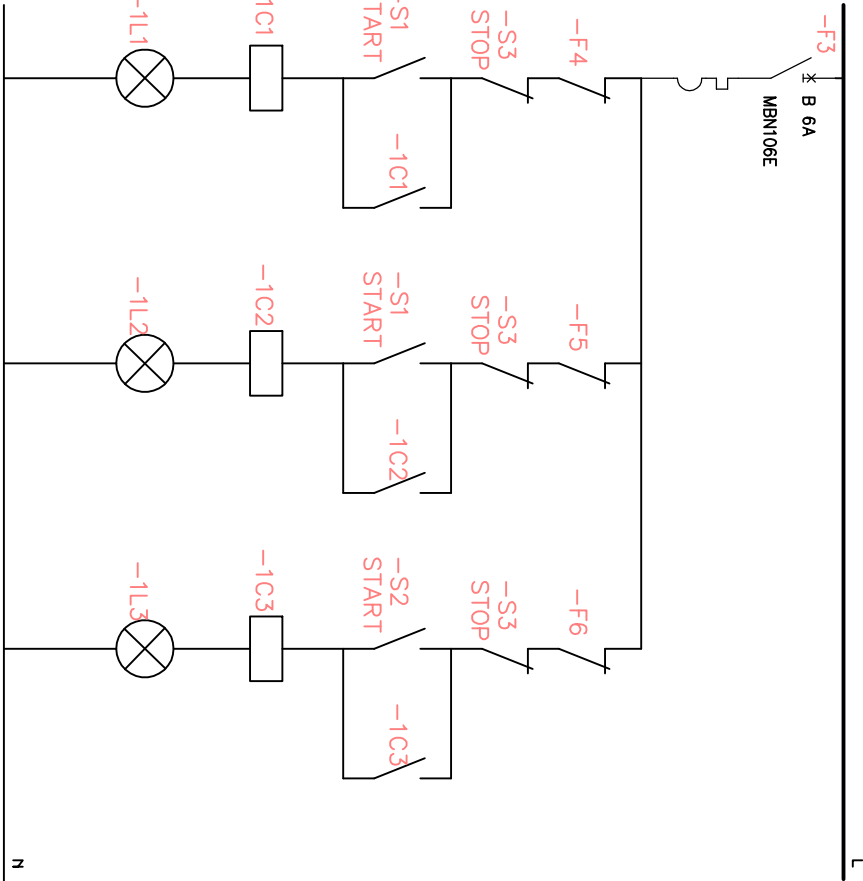 L
-F3
B 6A
MBN106E
-F4
-S3
STOP
-S1
START
-1C1
-1C1
-1L1
-F5
-S3
STOP
-S1
START
-1C2
-1C2
-1L2
-F6
-S3
STOP
-S2
START
-1C3
-1C3
-1L3
N